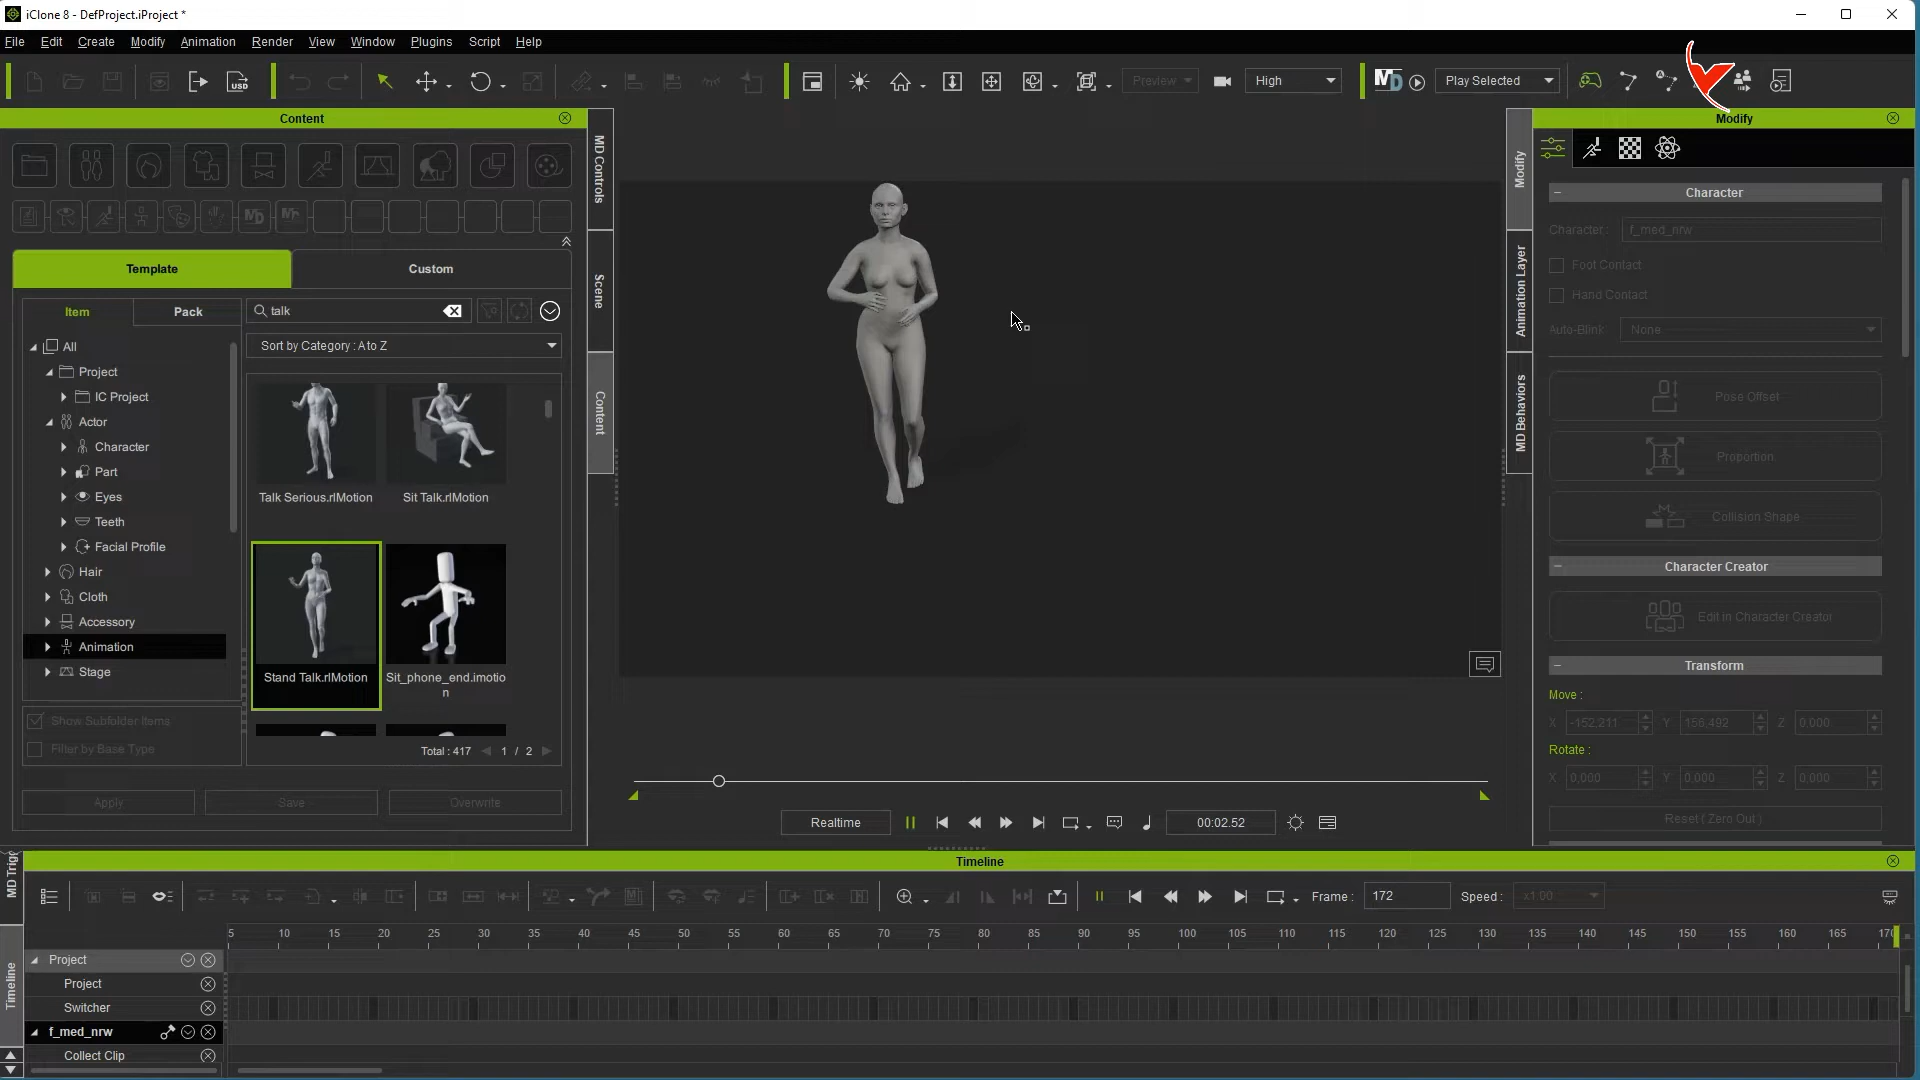 iClone 8 - DefProject.iProject *
File Edit Create Modify Animation Render View Window Plugins Script Help
USD
Preview
High
MD
Play Selected
Content
Modify
MD Controls
Scene
Content
Modify
Animation Layer
MD Behaviors
Template
Custom
Item
Pack
talk
Sort by Category : A to Z
All
Project
IC Project
Actor
Character
Part
Eyes
Teeth
Facial Profile
Hair
Cloth
Accessory
Animation
Stage
Show Subfolder Items
Filter by Base Type
Talk Serious.rlMotion
Sit Talk.rlMotion
Stand Talk.rlMotion
Sit_phone_end.imotio
n
Total : 417
1 / 2
Apply
Save
Overwrite
Character
Character :
f_med_nrw
Foot Contact
Hand Contact
Auto-Blink:
None
Pose Offset
Proportion
Collision Shape
Character Creator
Edit in Character Creator
Transform
Move :
X -152,211 Y 156,492 Z 0,000
Rotate :
X 0,000 Y 0,000 Z 0,000
Reset ( Zero Out )
Realtime
00:02.52
Timeline
MD Trigg
Timeline
Frame : 172
Speed : x1.00
5 10 15 20 25 30 35 40 45 50 55 60 65 70 75 80 85 90 95 100 105 110 115 120 125 130 135 140 145 150 155 160 165 170
Project
Project
Switcher
f_med_nrw
Collect Clip